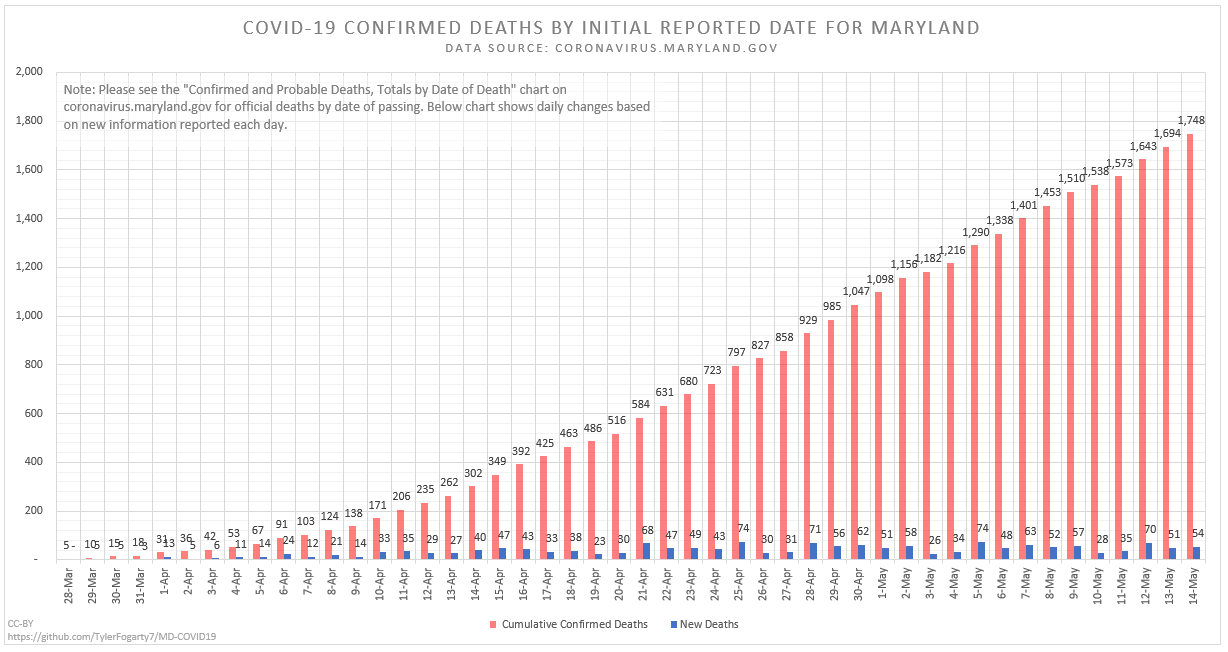 COVID-19 CONFIRMED DEATHS BY INITIAL REPORTED DATE FOR MARYLAND
DATA SOURCE: CORONAVIRUS.MARYLAND.GOV
Note: Please see the "Confirmed and Probable Deaths, Totals by Date of Death" chart on
coronavirus.maryland.gov for official deaths by date of passing. Below chart shows daily changes based
on new information reported each day.
2,000
1,800
1,600
1,400
1,200
1,000
800
600
400
200
-
5 10 15 18 31 36 42 53 67 91 103 124 138 171 206 235 262 302 349 392 425 463 486 516 584 631 680 723 797 827 858 929 985 1,047 1,098 1,156 1,182 1,216 1,290 1,338 1,401 1,453 1,510 1,538 1,573 1,643 1,694 1,748
- 5 5 3 13 5 6 11 14 24 12 21 14 33 35 29 27 40 47 43 33 38 23 30 68 47 49 43 74 30 31 71 56 62 51 58 26 34 74 48 63 52 57 28 35 70 51 54
28-Mar 29-Mar 30-Mar 31-Mar 1-Apr 2-Apr 3-Apr 4-Apr 5-Apr 6-Apr 7-Apr 8-Apr 9-Apr 10-Apr 11-Apr 12-Apr 13-Apr 14-Apr 15-Apr 16-Apr 17-Apr 18-Apr 19-Apr 20-Apr 21-Apr 22-Apr 23-Apr 24-Apr 25-Apr 26-Apr 27-Apr 28-Apr 29-Apr 30-Apr 1-May 2-May 3-May 4-May 5-May 6-May 7-May 8-May 9-May 10-May 11-May 12-May 13-May 14-May
Cumulative Confirmed Deaths New Deaths
CC-BY
https://github.com/TylerFogarty7/MD-COVID19